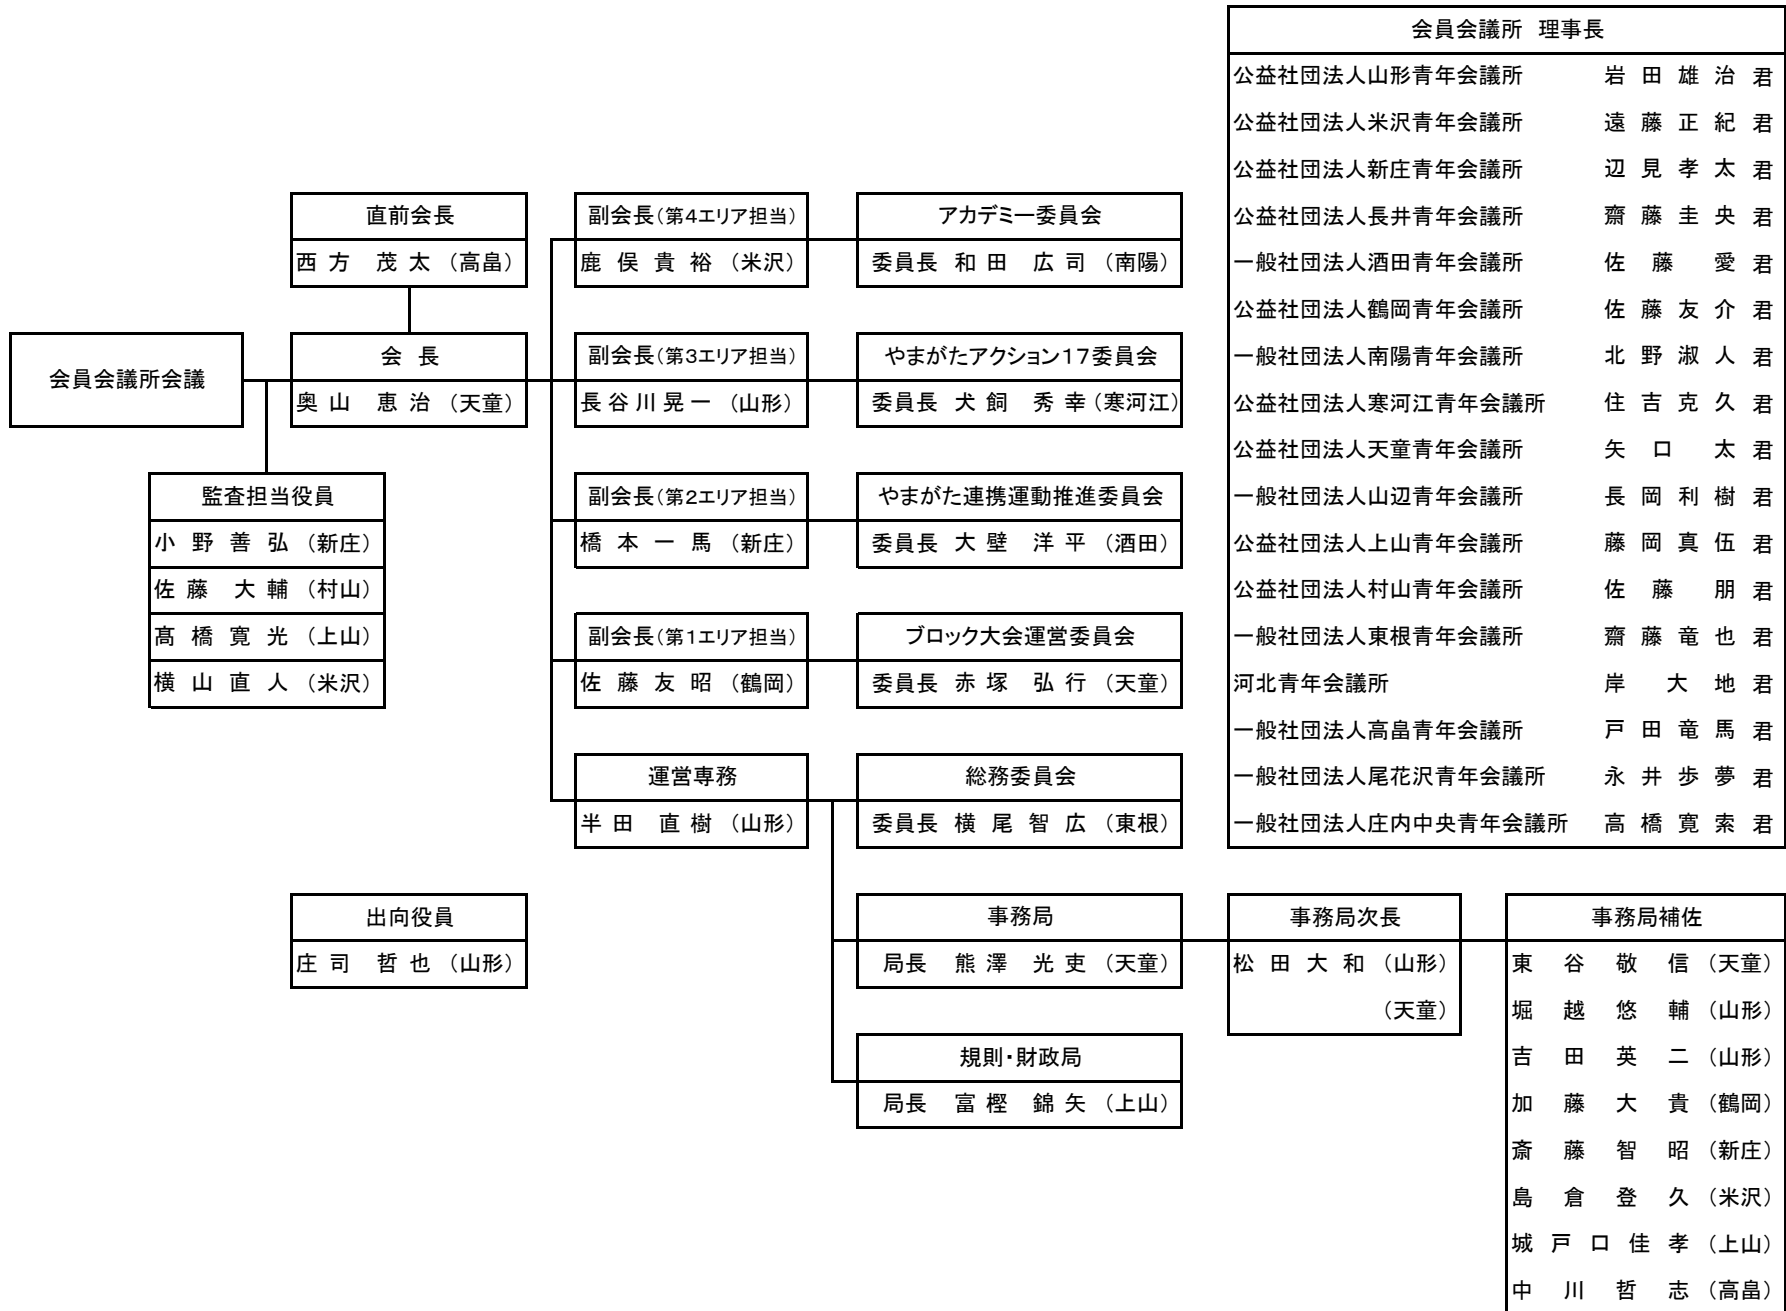 会員会議所 理事長
公益社団法人山形青年会議所 岩田雄治 君
公益社団法人米沢青年会議所 遠藤正紀 君
公益社団法人新庄青年会議所 辺見孝太 君
公益社団法人長井青年会議所 齋藤圭央 君
一般社団法人酒田青年会議所 佐藤 愛 君
公益社団法人鶴岡青年会議所 佐藤友介 君
一般社団法人南陽青年会議所 北野淑人 君
公益社団法人寒河江青年会議所 住吉克久 君
公益社団法人天童青年会議所 矢口 太 君
一般社団法人山辺青年会議所 長岡利樹 君
公益社団法人上山青年会議所 藤岡真伍 君
公益社団法人村山青年会議所 佐藤 朋 君
一般社団法人東根青年会議所 齋藤竜也 君
河北青年会議所 岸 大地 君
一般社団法人高畠青年会議所 戸田竜馬 君
一般社団法人尾花沢青年会議所 永井歩夢 君
一般社団法人庄内中央青年会議所 高橋寛索 君
直前会長
西方 茂太 (高畠)
会員会議所会議
会長
奥山 恵治 (天童)
監査担当役員
小野善弘 (新庄)
佐藤 大輔 (村山)
髙橋寛光 (上山)
横山直人 (米沢)
副会長(第4エリア担当)
鹿俣貴裕 (米沢)
アカデミー委員会
委員長 和田 広司 (南陽)
副会長(第3エリア担当)
長谷川晃一 (山形)
やまがたアクション17委員会
委員長 犬飼 秀幸 (寒河江)
副会長(第2エリア担当)
橋本一馬 (新庄)
やまがた連携運動推進委員会
委員長 大壁 洋平 (酒田)
副会長(第1エリア担当)
佐藤友昭 (鶴岡)
ブロック大会運営委員会
委員長 赤塚 弘行 (天童)
運営専務
半田 直樹 (山形)
総務委員会
委員長 横尾智広 (東根)
出向役員
庄司 哲也 (山形)
事務局
局長 熊澤 光吏 (天童)
規則・財政局
局長 富樫 錦矢 (上山)
事務局次長
松田大和 (山形)
(天童)
事務局補佐
東谷敬信 (天童)
堀越悠輔 (山形)
吉田英二 (山形)
加藤大貴 (鶴岡)
斎藤智昭 (新庄)
島倉登久 (米沢)
城戸口佳孝 (上山)
中川哲志 (高畠)